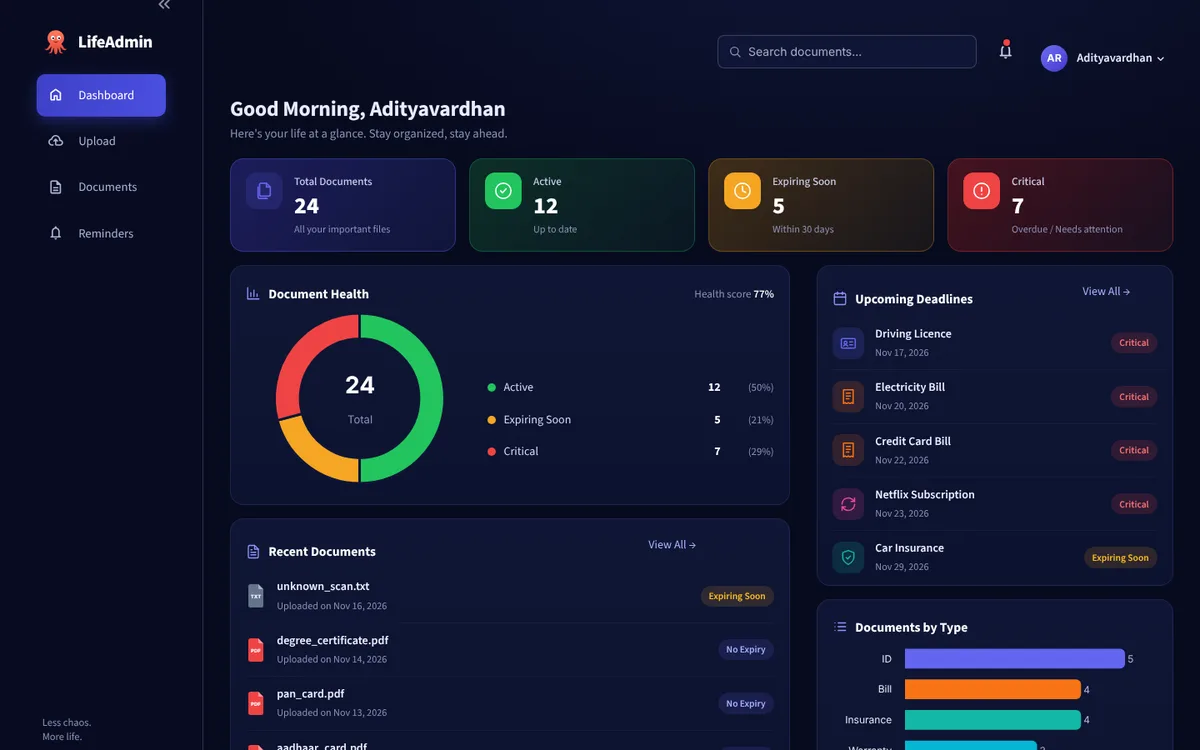 LifeAdmin
Search documents...
AR
Adityavardhan
Dashboard
Upload
Documents
Reminders
Good Morning, Adityavardhan
Here's your life at a glance. Stay organized, stay ahead.
Total Documents
24
All your important files
Active
12
Up to date
Expiring Soon
5
Within 30 days
Critical
7
Overdue / Needs attention
Document Health
Health score 77%
24
Total
Active 12 (50%)
Expiring Soon 5 (21%)
Critical 7 (29%)
Upcoming Deadlines
View All →
Driving Licence
Nov 17, 2026
Critical
Electricity Bill
Nov 20, 2026
Critical
Credit Card Bill
Nov 22, 2026
Critical
Netflix Subscription
Nov 23, 2026
Critical
Car Insurance
Nov 29, 2026
Expiring Soon
Recent Documents
View All →
TXT
unknown_scan.txt
Uploaded on Nov 16, 2026
Expiring Soon
PDF
degree_certificate.pdf
Uploaded on Nov 14, 2026
No Expiry
PDF
pan_card.pdf
Uploaded on Nov 13, 2026
No Expiry
aadhaar_card.pdf
Documents by Type
ID 5
Bill 4
Insurance 4
Warranty
Less chaos.
More life.